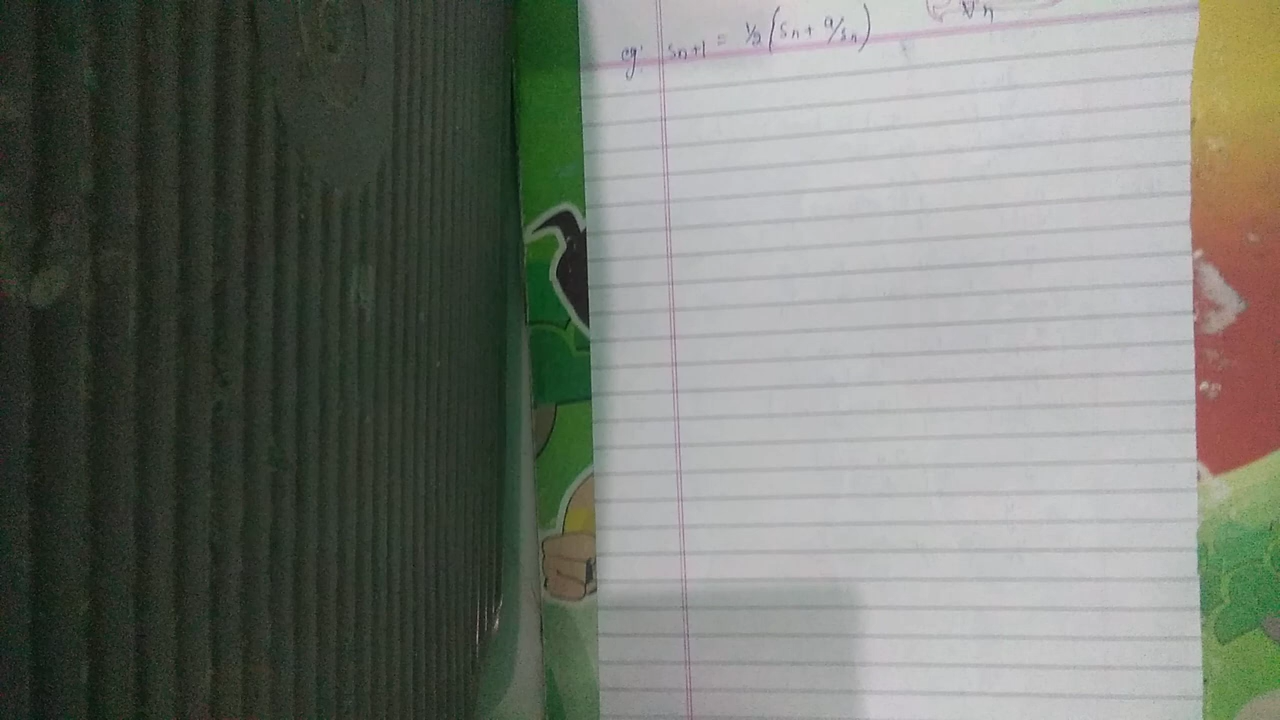 ∀n
eg: Sn+1 = 1/2 (Sn + a/Sn)